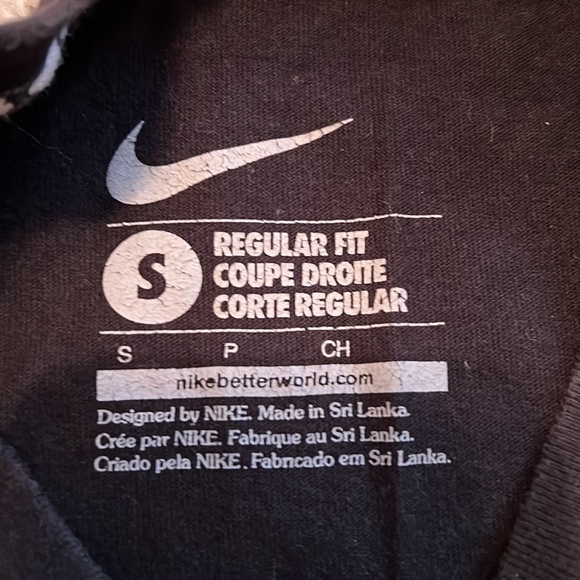 S
REGULAR FIT
COUPE DROITE
CORTE REGULAR
S P CH
nikebetterworld.com
Designed by NIKE. Made in Sri Lanka.
Crée par NIKE. Fabrique au Sri Lanka.
Criado pela NIKE. Fabricado em Sri Lanka.